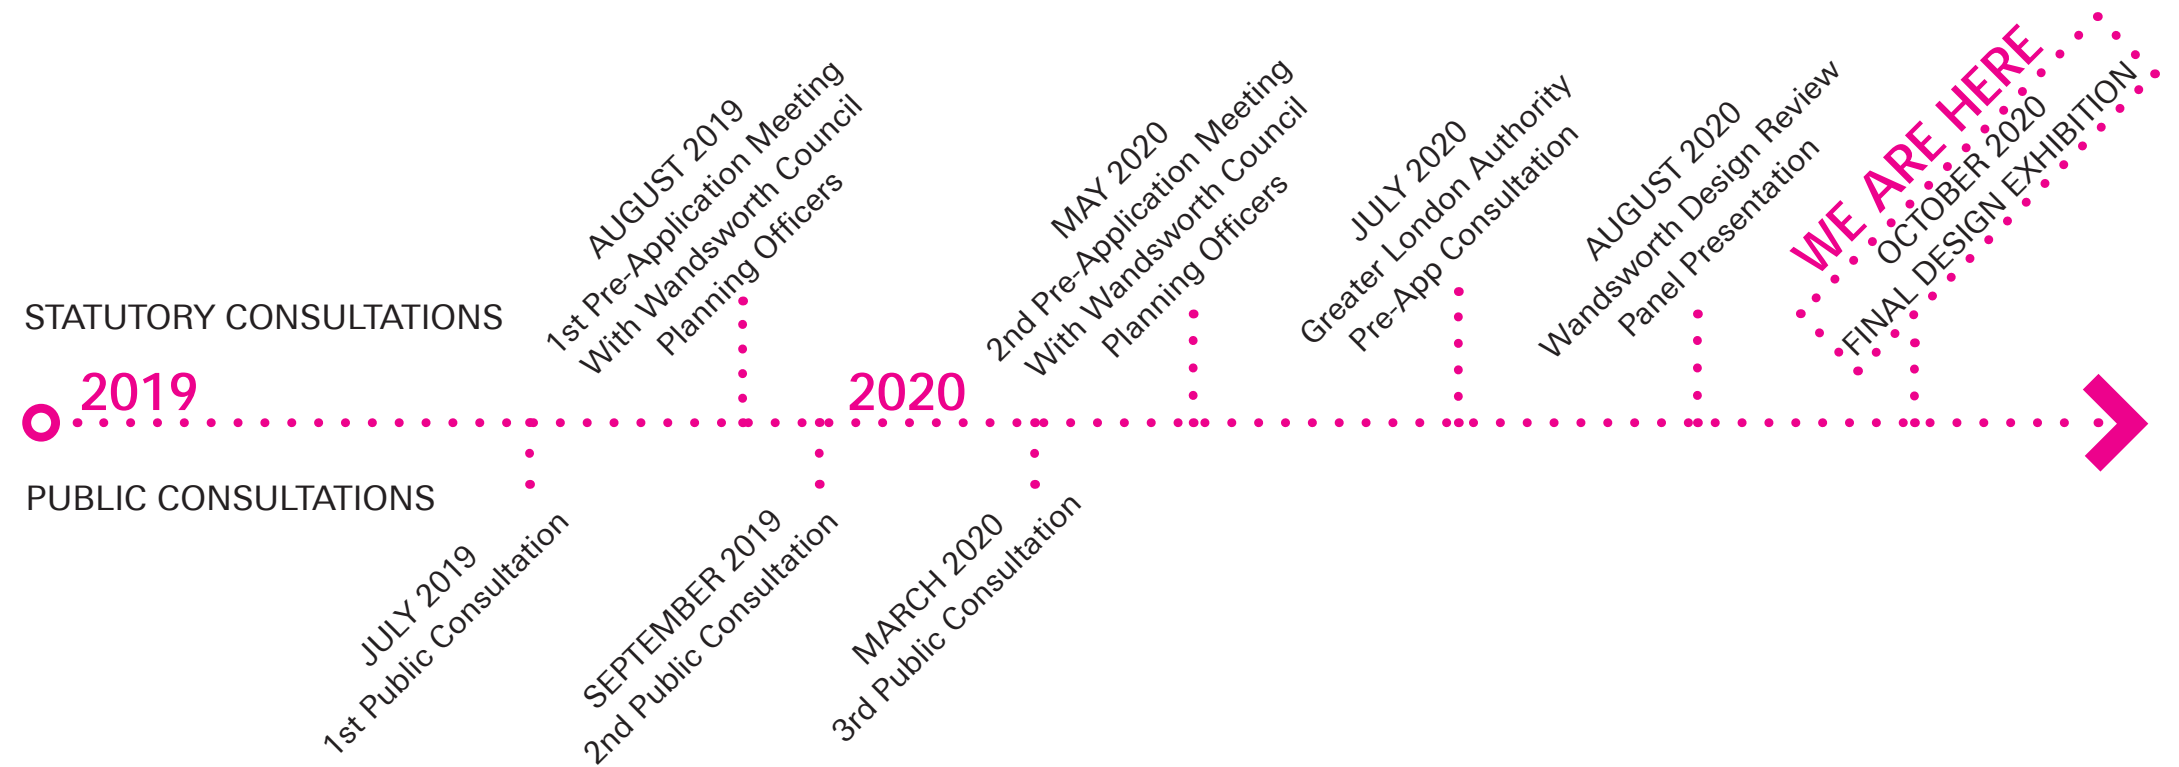 STATUTORY CONSULTATIONS
AUGUST 2019
1st Pre-Application Meeting
With Wandsworth Council
Planning Officers
MAY 2020
2nd Pre-Application Meeting
With Wandsworth Council
Planning Officers
JULY 2020
Greater London Authority
Pre-App Consultation
AUGUST 2020
Wandsworth Design Review
Panel Presentation
WE ARE HERE
OCTOBER 2020
FINAL DESIGN EXHIBITION
2019
2020
PUBLIC CONSULTATIONS
JULY 2019
1st Public Consultation
SEPTEMBER 2019
2nd Public Consultation
MARCH 2020
3rd Public Consultation